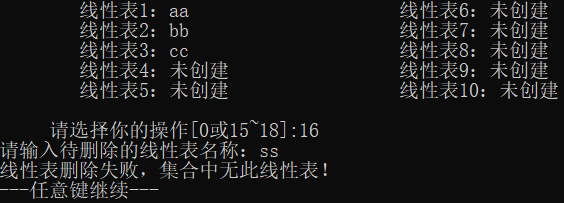 线性表1：aa 线性表6：未创建
线性表2：bb 线性表7：未创建
线性表3：cc 线性表8：未创建
线性表4：未创建 线性表9：未创建
线性表5：未创建 线性表10：未创建
请选择你的操作[0或15~18]:16
请输入待删除的线性表名称：ss
线性表删除失败，集合中无此线性表！
---任意键继续---